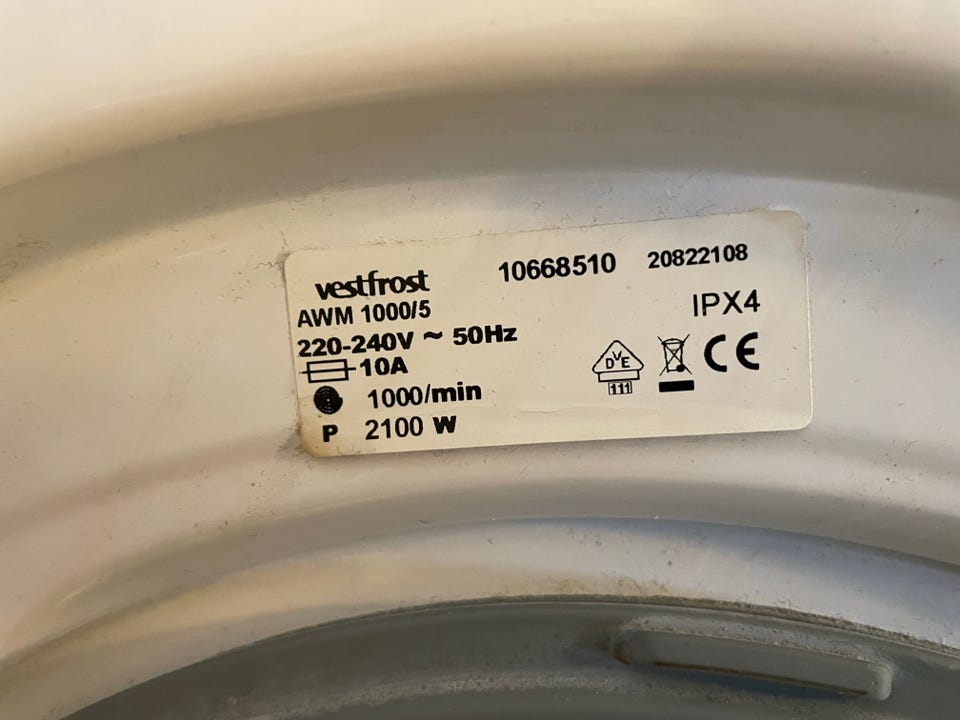 vestfrost 10668510 20822108
AWM 1000/5 IPX4
220-240V ~ 50Hz
10A
1000/min
P 2100 W
DVE
111
CE